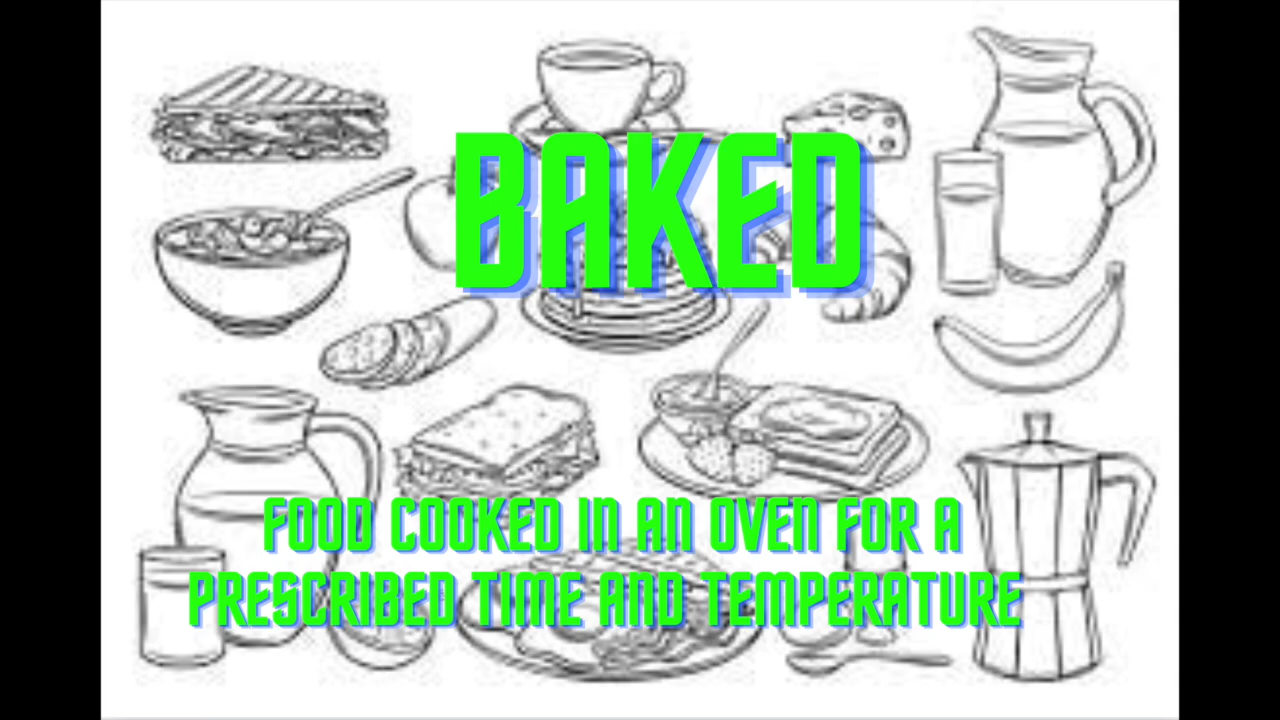 BAKED
FOOD COOKED IN AN OVEN FOR A
PRESCRIBED TIME AND TEMPERATURE